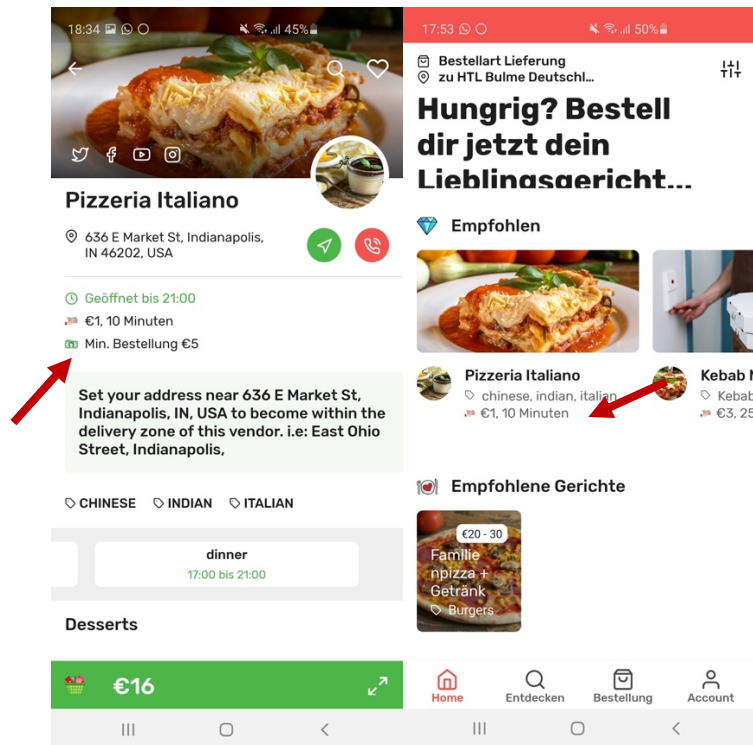 18:34
45%
Pizzeria Italiano
636 E Market St, Indianapolis,
IN 46202, USA
Geöffnet bis 21:00
€1, 10 Minuten
Min. Bestellung €5
Set your address near 636 E Market St,
Indianapolis, IN, USA to become within the
delivery zone of this vendor. i.e: East Ohio
Street, Indianapolis,
CHINESE INDIAN ITALIAN
dinner
17:00 bis 21:00
Desserts
€16
17:53
50%
Bestellart Lieferung
zu HTL Bulme Deutschl...
Hungrig? Bestell
dir jetzt dein
Lieblingsgericht...
Empfohlen
Pizzeria Italiano
chinese, indian, italian
€1, 10 Minuten
Kebab
Kebab
€3, 25
Empfohlene Gerichte
€20 - 30
Familie
npizza +
Getränk
Burgers
Home Entdecken Bestellung Account